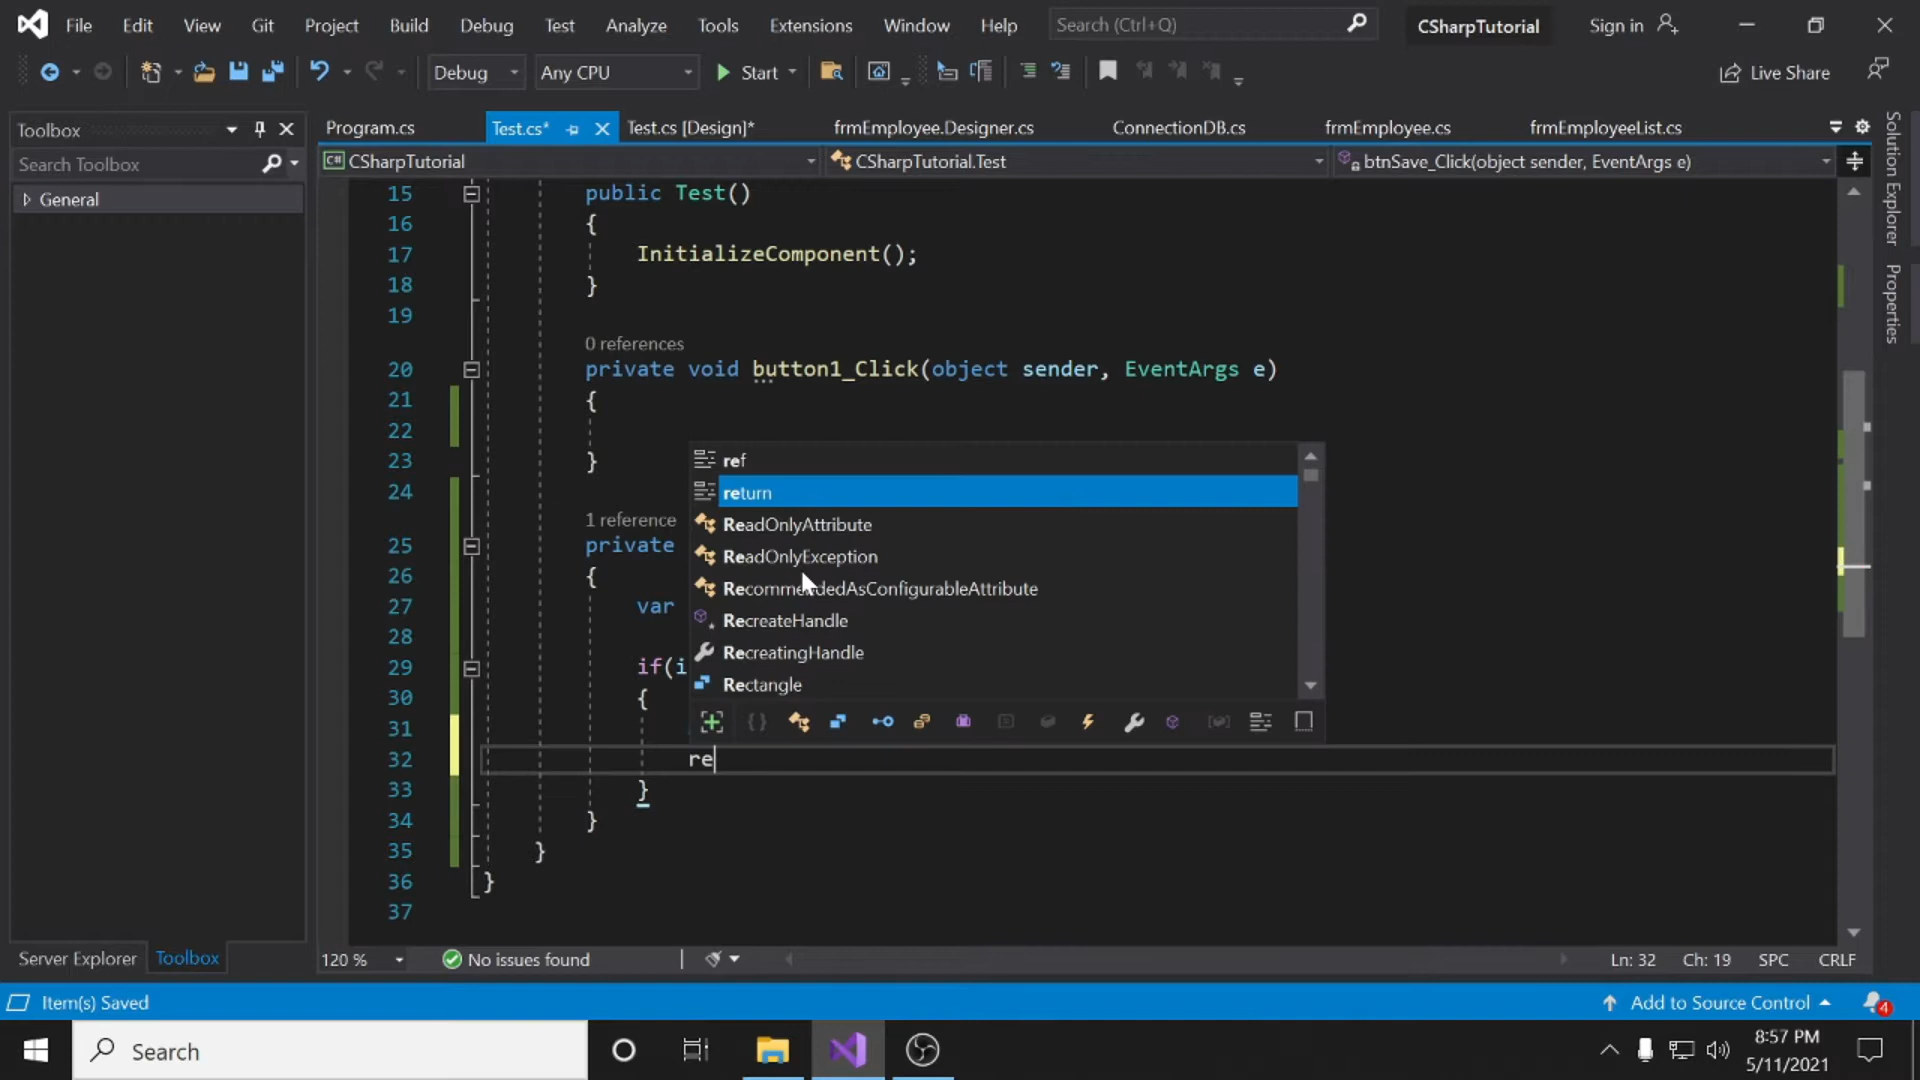 File Edit View Git Project Build Debug Test Analyze Tools Extensions Window Help Search (Ctrl+Q) CSharpTutorial Sign in
Debug Any CPU Start Live Share
Toolbox
Search Toolbox
General
Program.cs Test.cs* Test.cs [Design]* frmEmployee.Designer.cs ConnectionDB.cs frmEmployee.cs frmEmployeeList.cs
CSharpTutorial CSharpTutorial.Test btnSave_Click(object sender, EventArgs e)
15 public Test()
16 {
17 InitializeComponent();
18 }
19
0 references
20 private void button1_Click(object sender, EventArgs e)
21 {
22
23 }
24
1 reference
25 private
26 {
27 var
28
29 if(i
30 {
31
32 re
33 }
34 }
35 }
36 }
37
ref
return
ReadOnlyAttribute
ReadOnlyException
RecommendedAsConfigurableAttribute
RecreateHandle
RecreatingHandle
Rectangle
Solution Explorer
Properties
Server Explorer Toolbox
120 % No issues found Ln: 32 Ch: 19 SPC CRLF
Item(s) Saved Add to Source Control 4
Search
8:57 PM
5/11/2021